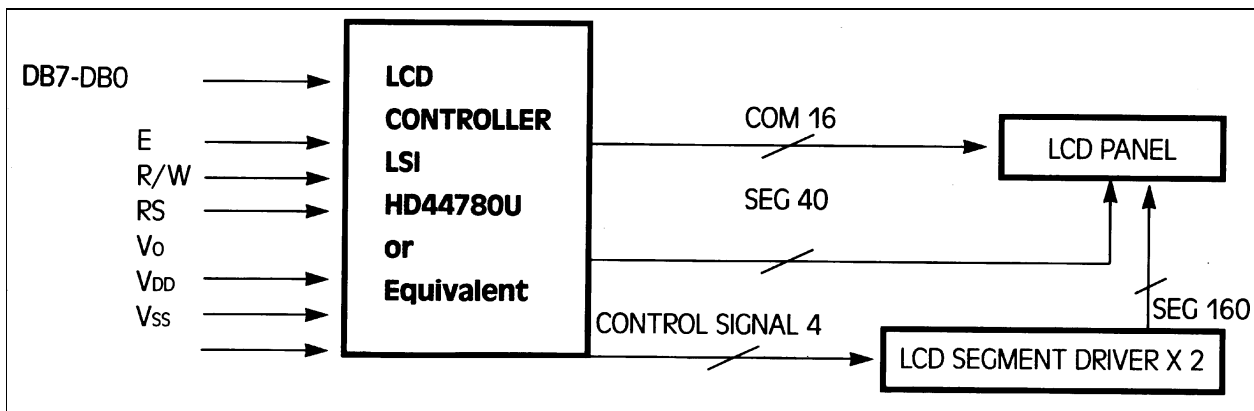 DB7-DB0
E
R/W
RS
Vo
VDD
VSS
LCD
CONTROLLER
LSI
HD44780U
or
Equivalent
COM 16
SEG 40
CONTROL SIGNAL 4
LCD PANEL
SEG 160
LCD SEGMENT DRIVER X 2